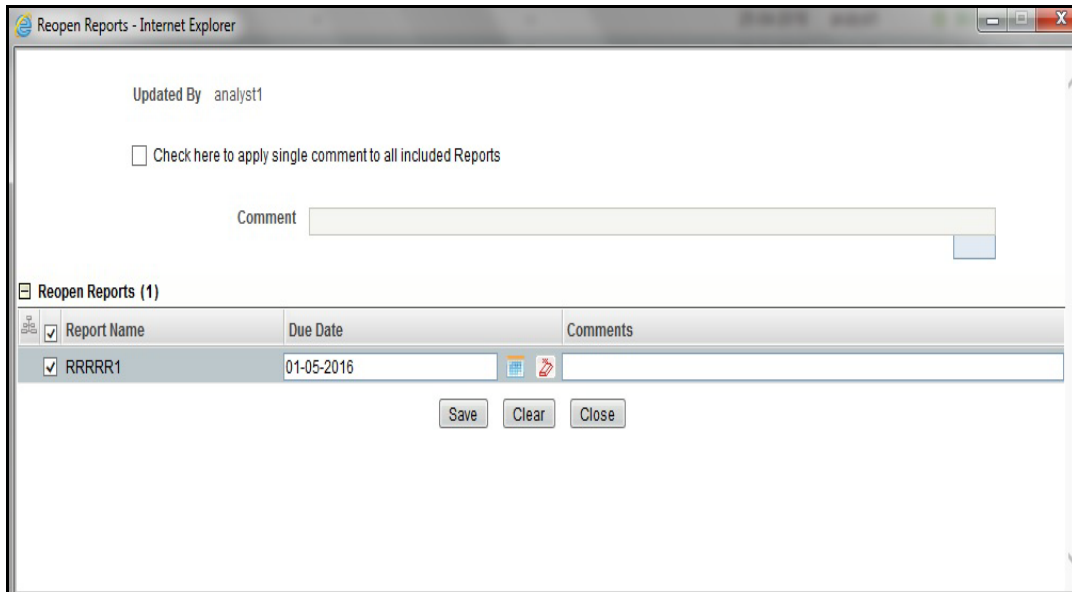 Reopen Reports - Internet Explorer
X
Updated By analyst1
Check here to apply single comment to all included Reports
Comment
Reopen Reports (1)
Report Name Due Date Comments
RRRRR1 01-05-2016
Save Clear Close